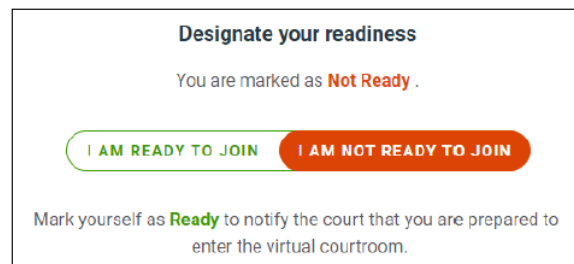 Designate your readiness
You are marked as Not Ready .
I AM READY TO JOIN I AM NOT READY TO JOIN
Mark yourself as Ready to notify the court that you are prepared to
enter the virtual courtroom.